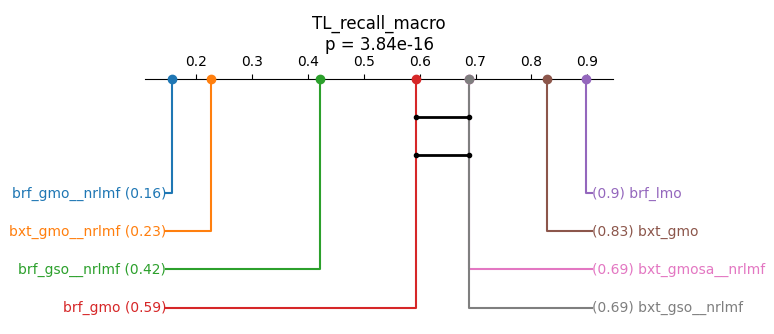 TL_recall_macro
p = 3.84e-16
0.2 0.3 0.4 0.5 0.6 0.7 0.8 0.9
brf_gmo__nrlmf (0.16) (0.9) brf_lmo
bxt_gmo__nrlmf (0.23) (0.83) bxt_gmo
brf_gso__nrlmf (0.42) (0.69) bxt_gmosa__nrlmf
brf_gmo (0.59) (0.69) bxt_gso__nrlmf